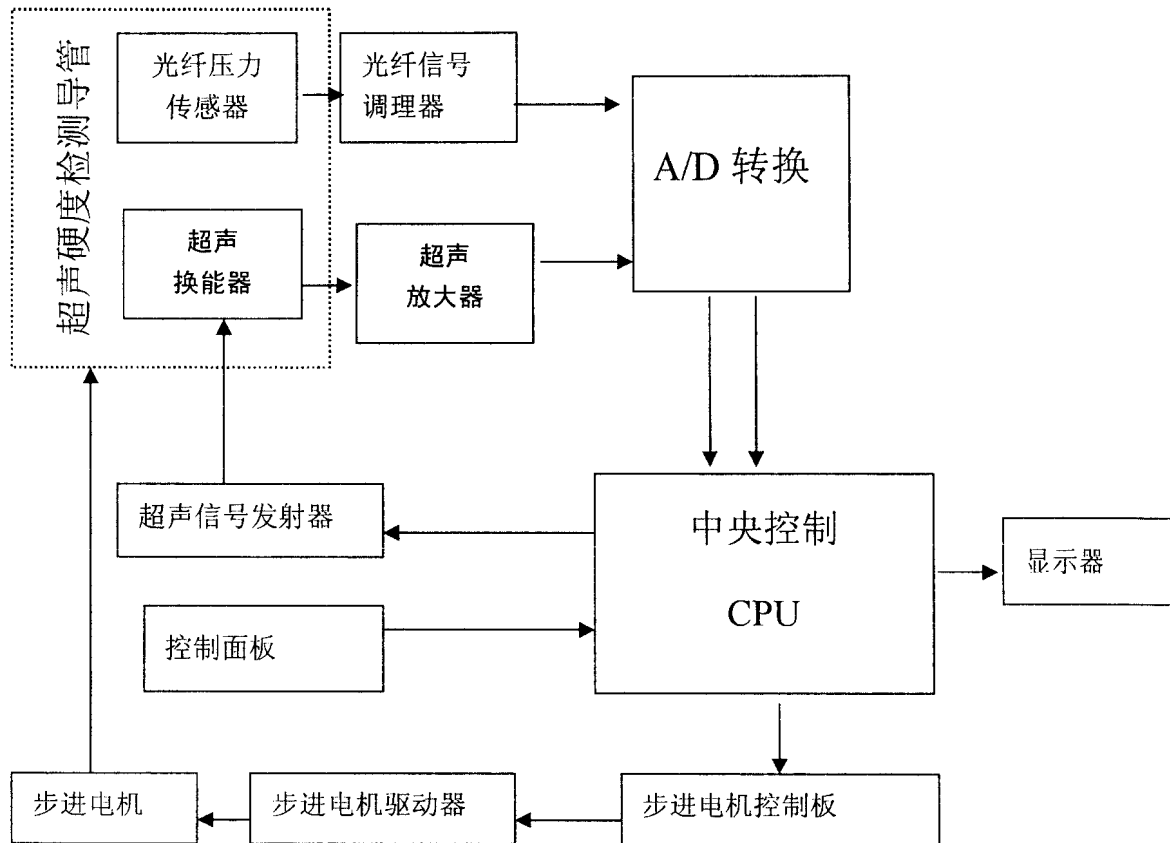 超声硬度检测导管
光纤压力
传感器
光纤信号
调理器
A/D 转换
超声
换能器
超声
放大器
超声信号发射器
中央控制
CPU
显示器
控制面板
步进电机
步进电机驱动器
步进电机控制板